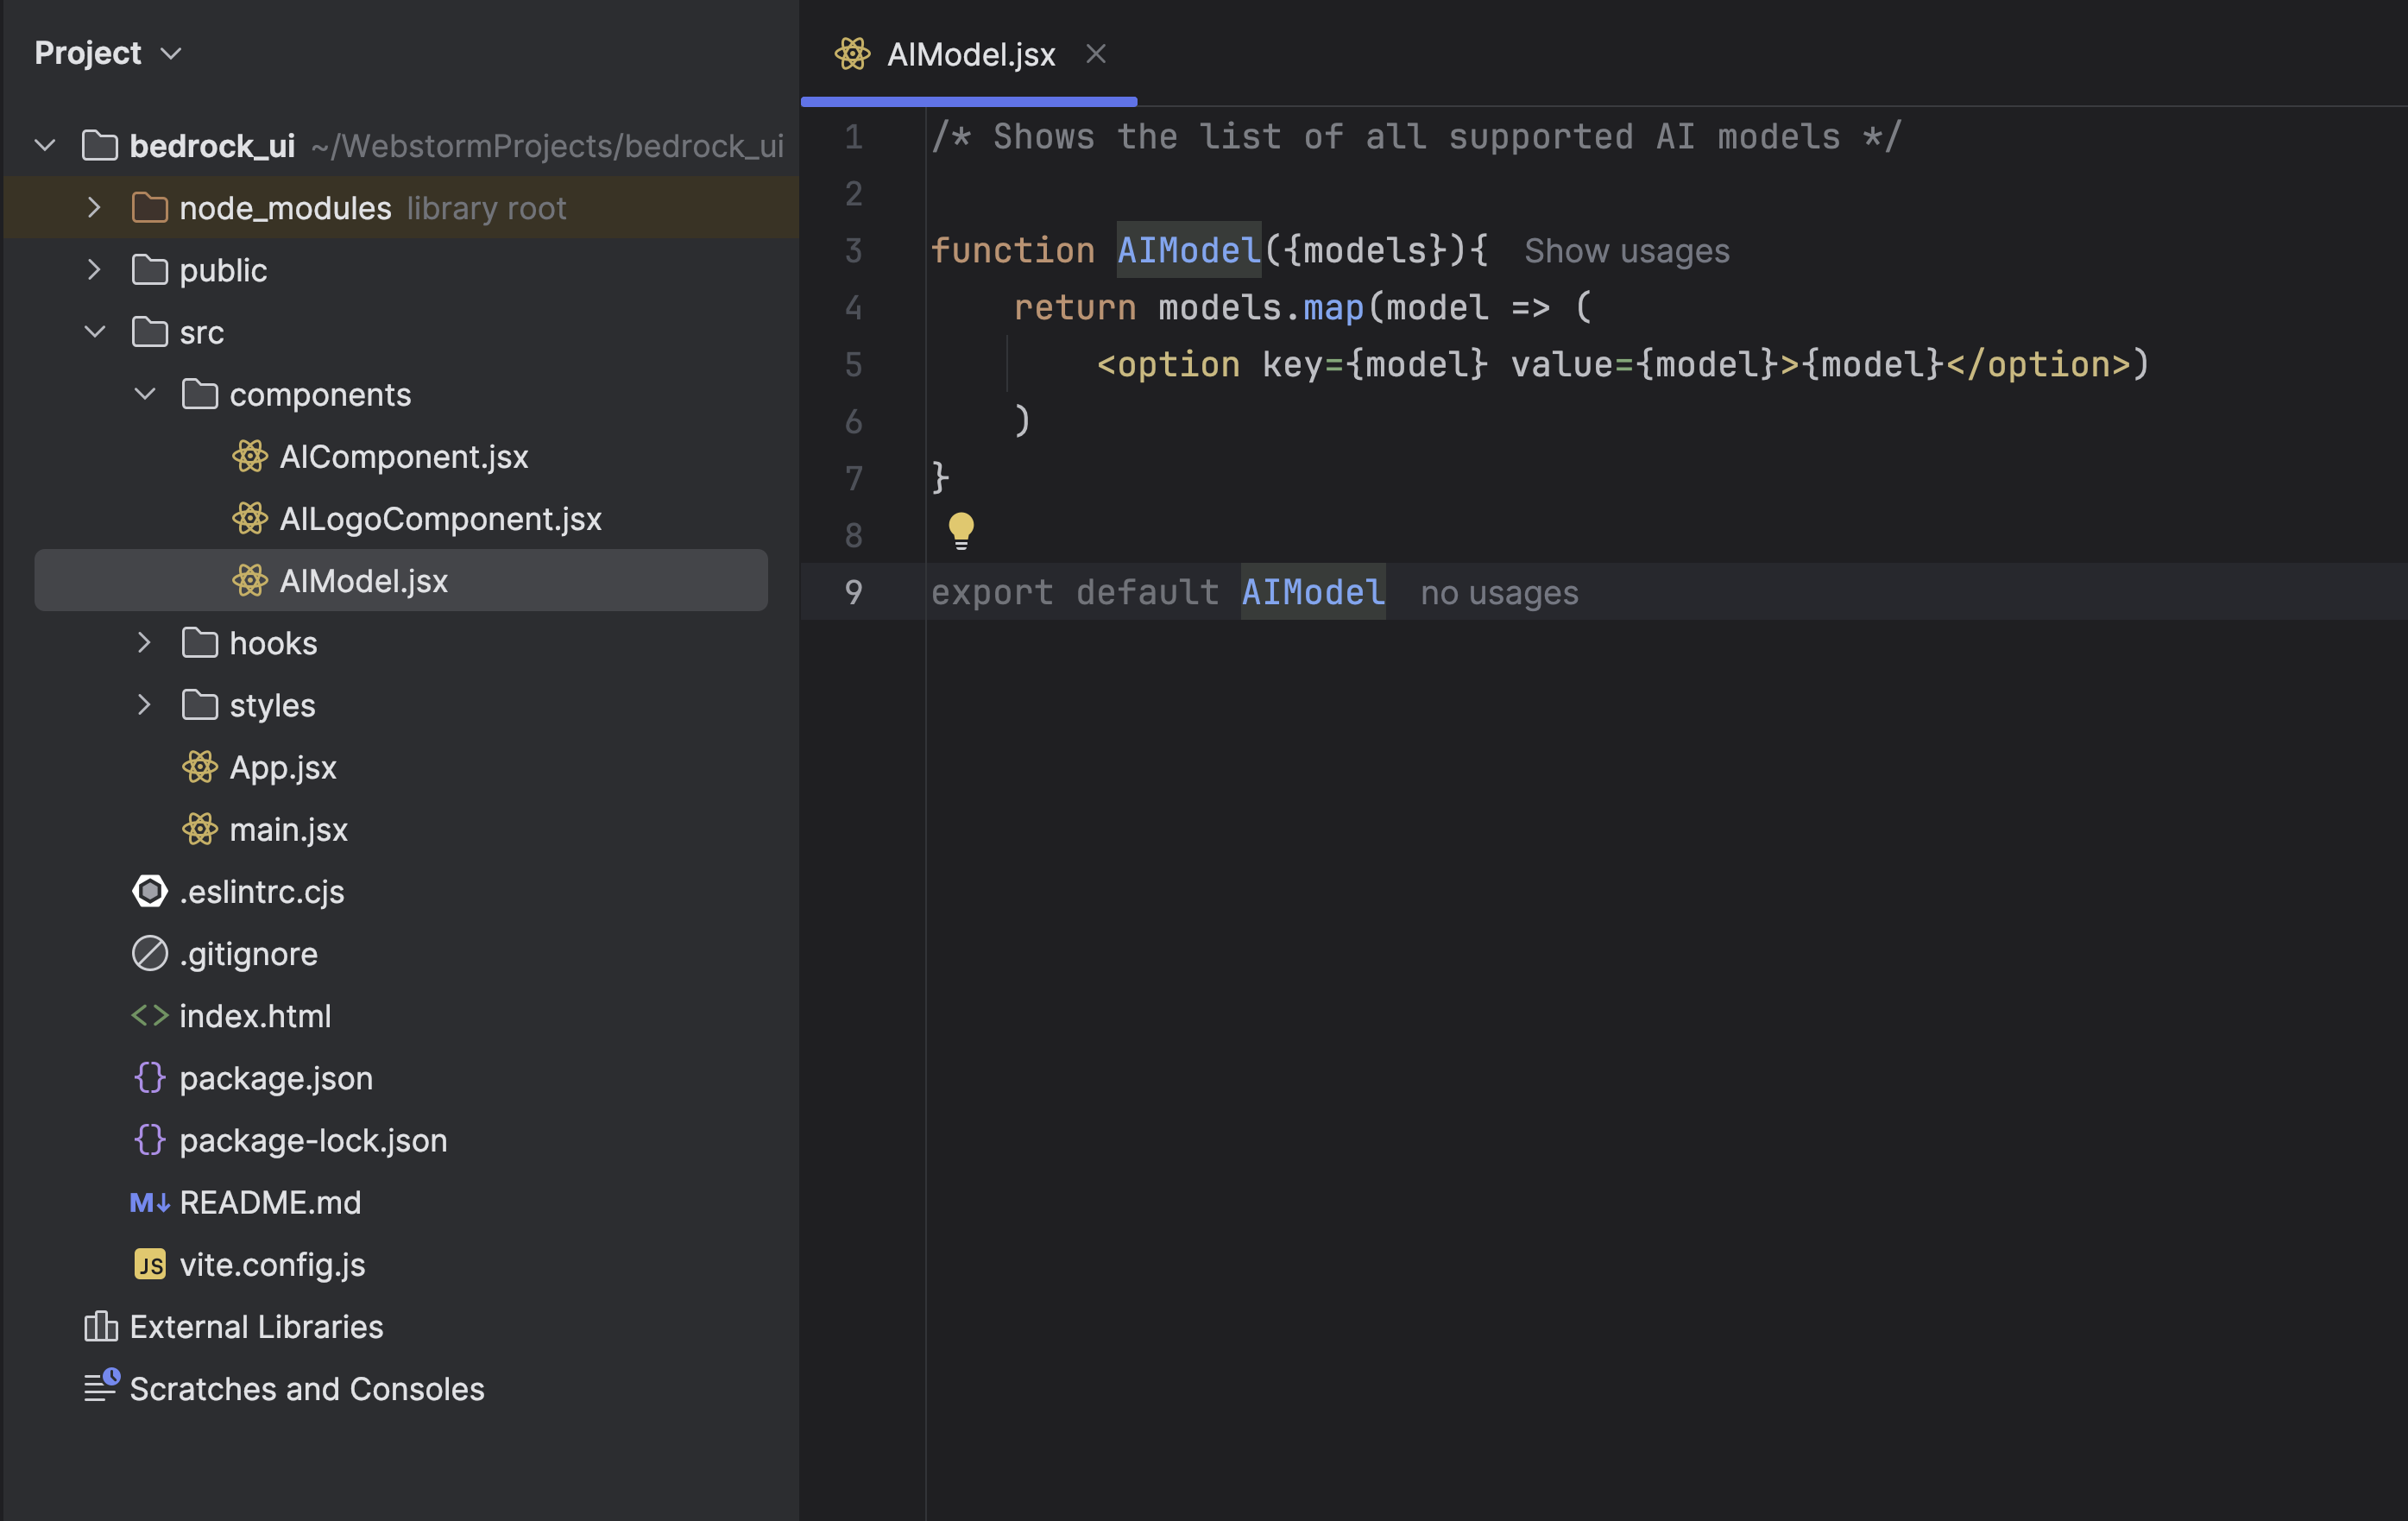 Project
bedrock_ui ~/WebstormProjects/bedrock_ui
node_modules library root
public
src
components
AIComponent.jsx
AILogoComponent.jsx
AIModel.jsx
hooks
styles
App.jsx
main.jsx
.eslintrc.cjs
.gitignore
index.html
package.json
package-lock.json
M↓ README.md
JS vite.config.js
External Libraries
Scratches and Consoles
AIModel.jsx
1 /* Shows the list of all supported AI models */
2
3 function AIModel({models}){ Show usages
4     return models.map(model => (
5         <option key={model} value={model}>{model}</option>)
6     )
7 }
8
9 export default AIModel no usages